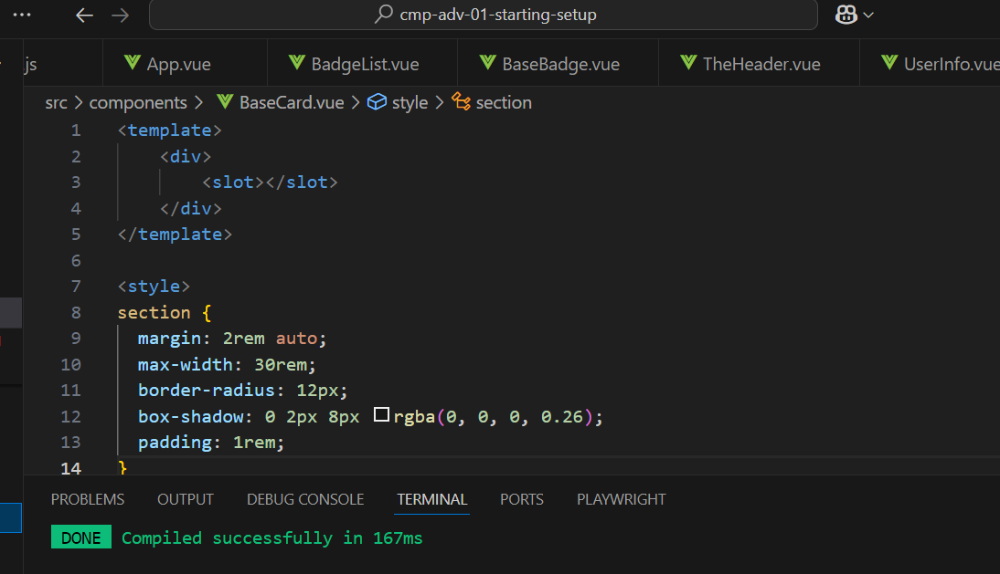 cmp-adv-01-starting-setup
js App.vue BadgeList.vue BaseBadge.vue TheHeader.vue UserInfo.vue
src > components > BaseCard.vue > style > section
1 <template>
2     <div>
3         <slot></slot>
4     </div>
5 </template>
6
7 <style>
8 section {
9   margin: 2rem auto;
10   max-width: 30rem;
11   border-radius: 12px;
12   box-shadow: 0 2px 8px rgba(0, 0, 0, 0.26);
13   padding: 1rem;
14 }
PROBLEMS OUTPUT DEBUG CONSOLE TERMINAL PORTS PLAYWRIGHT
DONE Compiled successfully in 167ms